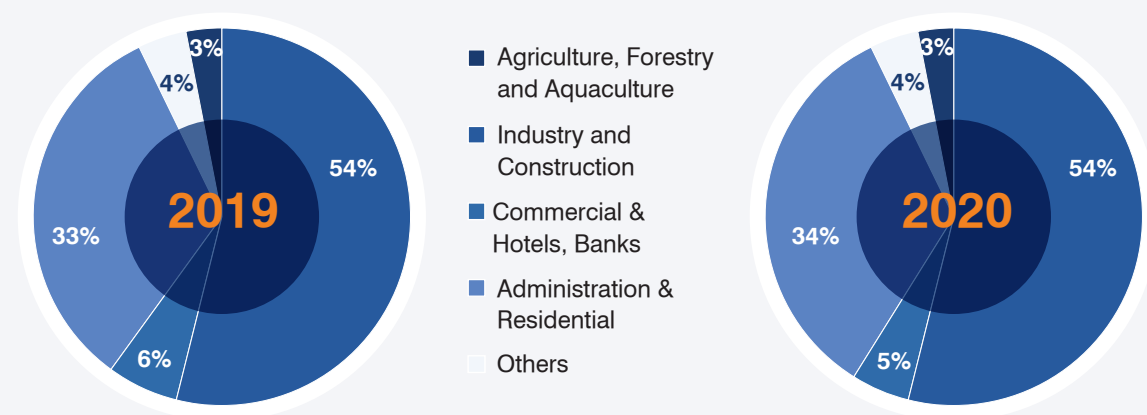 3%
4%
54%
2019
33%
6%
Agriculture, Forestry
and Aquaculture
Industry and
Construction
Commercial &
Hotels, Banks
Administration &
Residential
Others
3%
4%
54%
2020
34%
5%